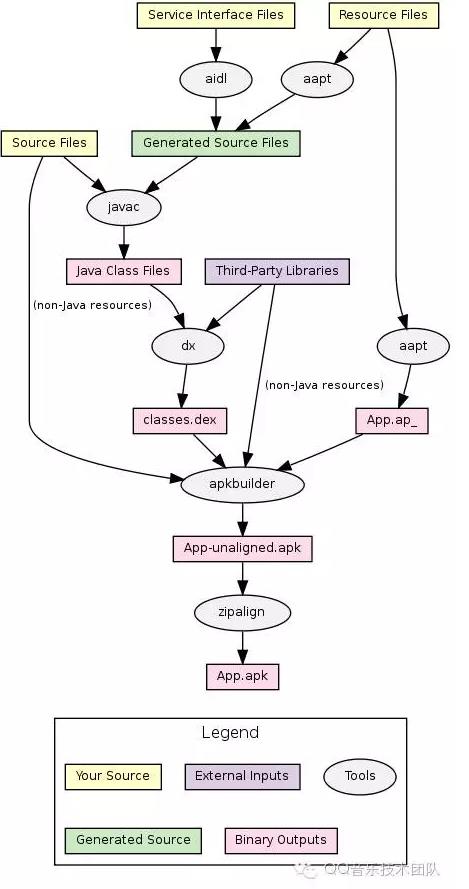 Service Interface Files
Resource Files
aidl
aapt
Source Files
Generated Source Files
javac
Java Class Files
Third-Party Libraries
(non-Java resources)
dx
aapt
(non-Java resources)
classes.dex
App.ap_
apkbuilder
App-unaligned.apk
zipalign
App.apk
Legend
Your Source
External Inputs
Tools
Generated Source
Binary Outputs
QQ音乐技术团队